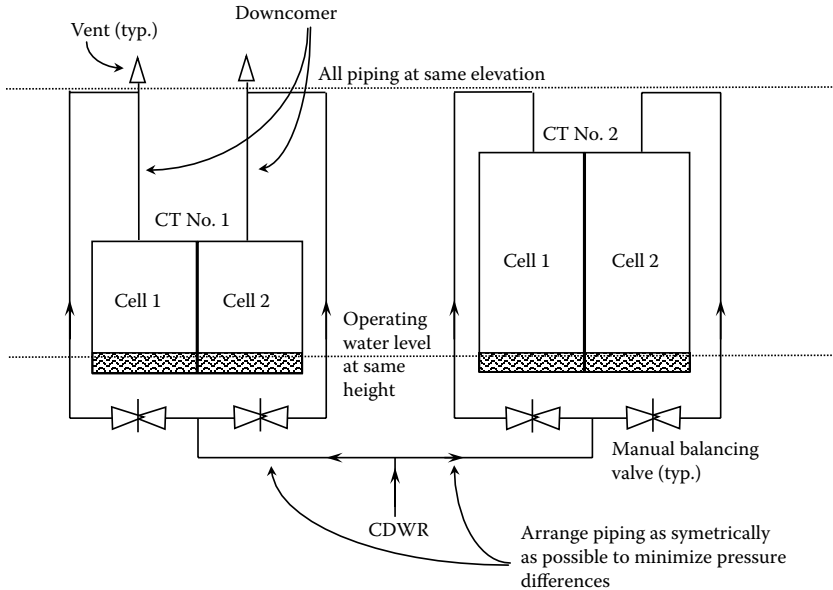 Downcomer
Vent (typ.)
All piping at same elevation
CT No. 2
CT No. 1
Cell 1
Cell 2
Cell 1
Cell 2
Operating
water level
at same
height
Manual balancing
valve (typ.)
CDWR
Arrange piping as symetrically
as possible to minimize pressure
differences